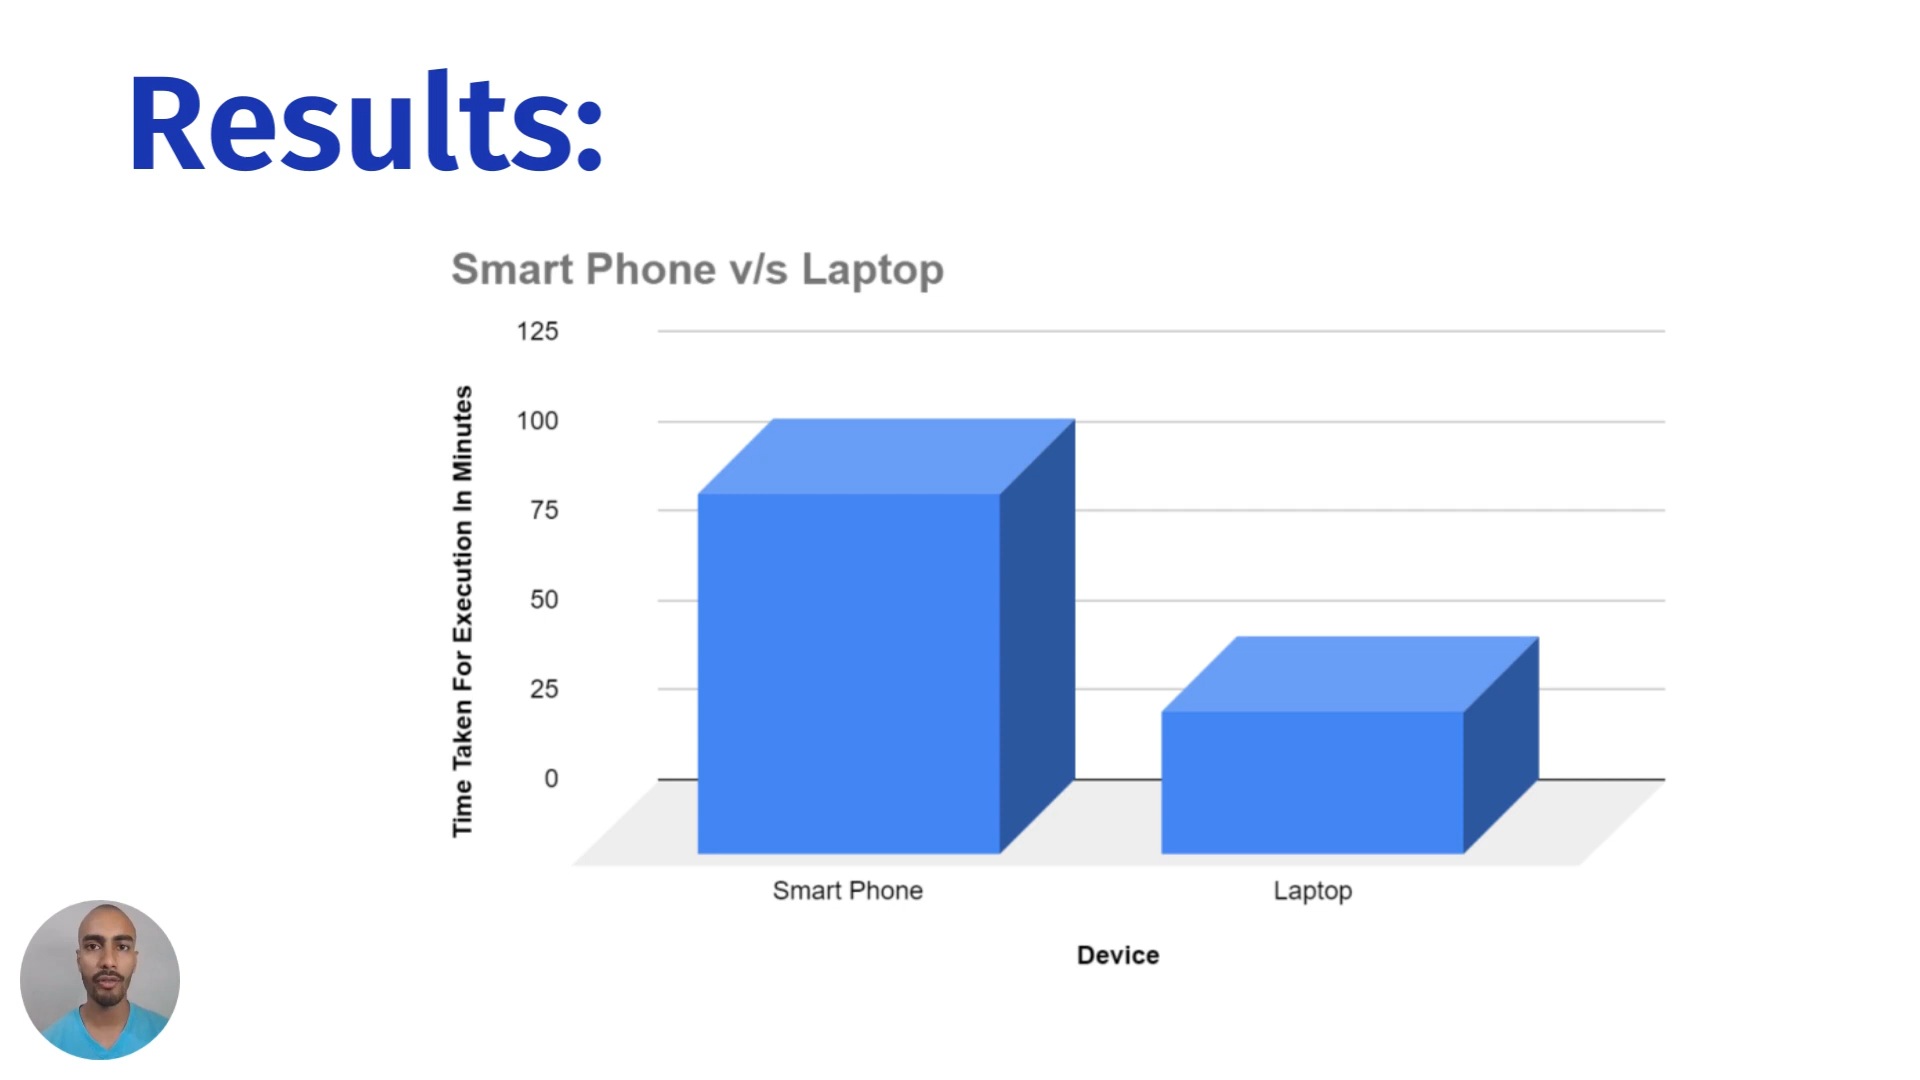 Results:
Smart Phone v/s Laptop
125
100
75
50
25
0
Time Taken For Execution In Minutes
Smart Phone
Laptop
Device